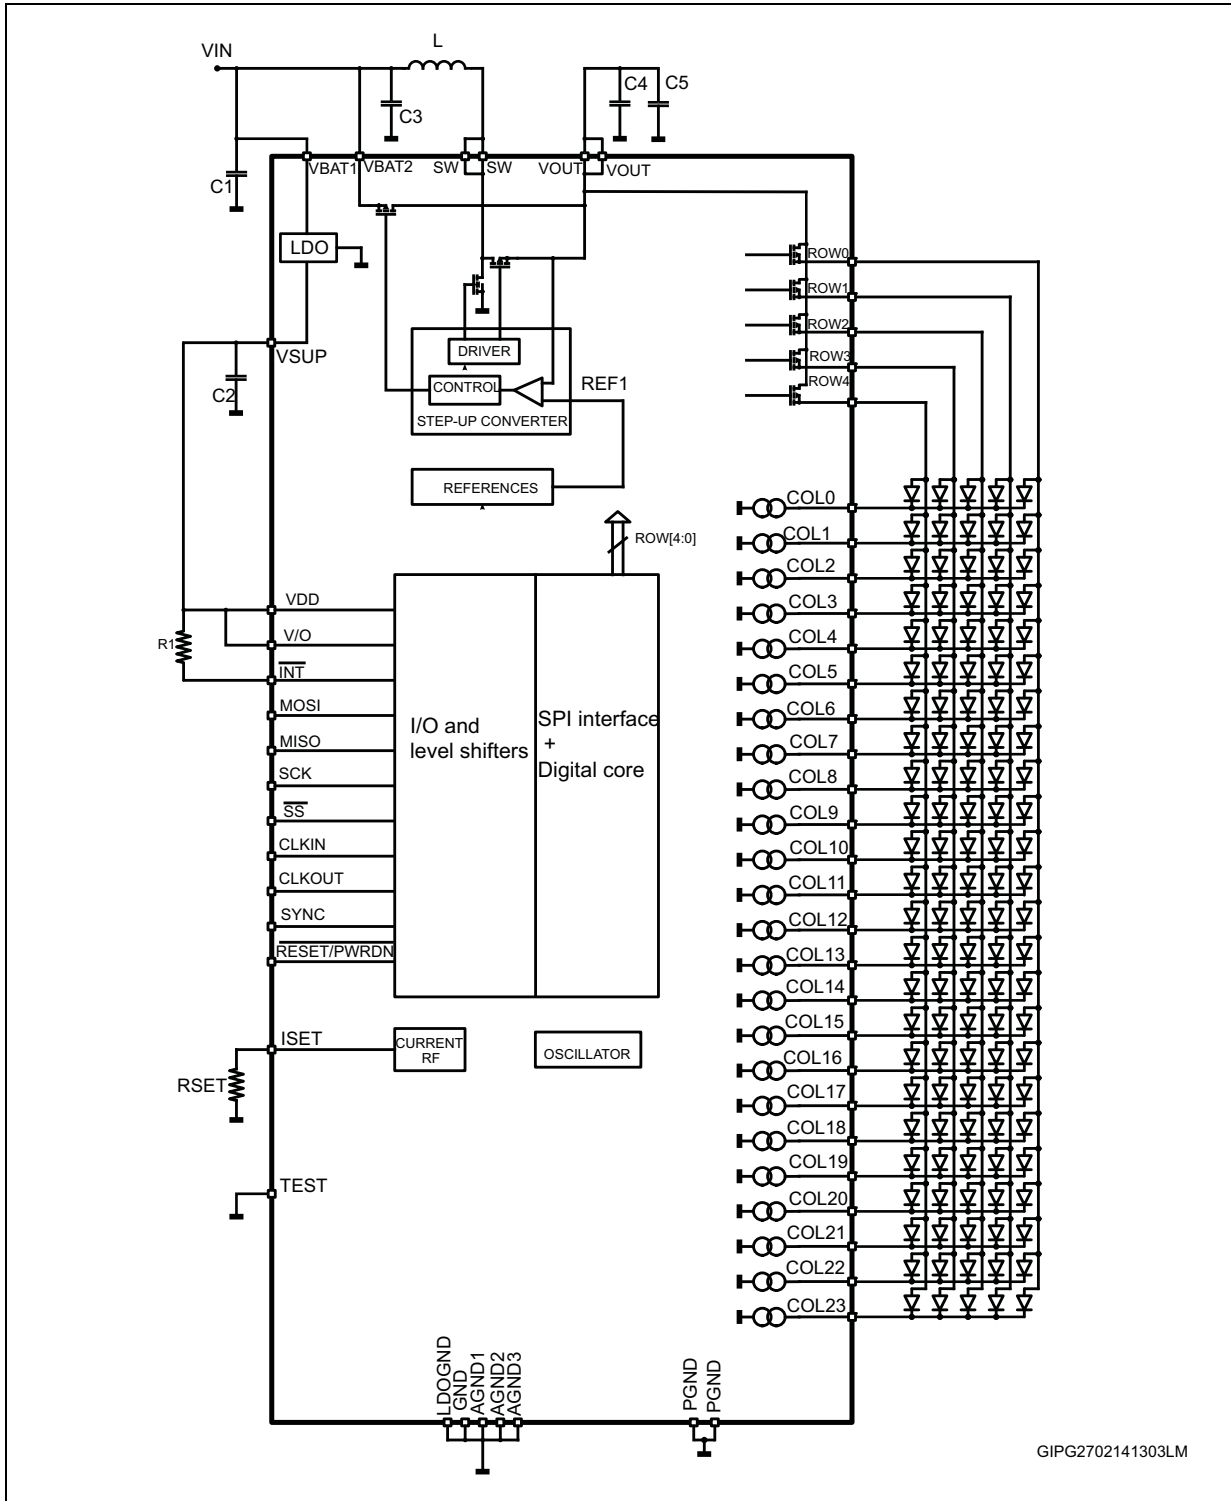 L
VIN
C4
C5
C3
C1
VBAT1
VBAT2
SW
SW
VOUT
VOUT
LDO
ROW0
ROW1
ROW2
ROW3
ROW4
VSUP
C2
DRIVER
CONTROL
REF1
STEP-UP CONVERTER
REFERENCES
ROW[4:0]
COL0
COL1
COL2
COL3
COL4
COL5
COL6
COL7
COL8
COL9
COL10
COL11
COL12
COL13
COL14
COL15
COL16
COL17
COL18
COL19
COL20
COL21
COL22
COL23
R1
VDD
V/O
INT
MOSI
MISO
SCK
SS
CLKIN
CLKOUT
SYNC
RESET/PWRDN
I/O and
level shifters
SPI interface
+
Digital core
ISET
CURRENT
RF
OSCILLATOR
RSET
TEST
LDOGND
GND
AGND1
AGND2
AGND3
PGND
PGND
GIPG2702141303LM